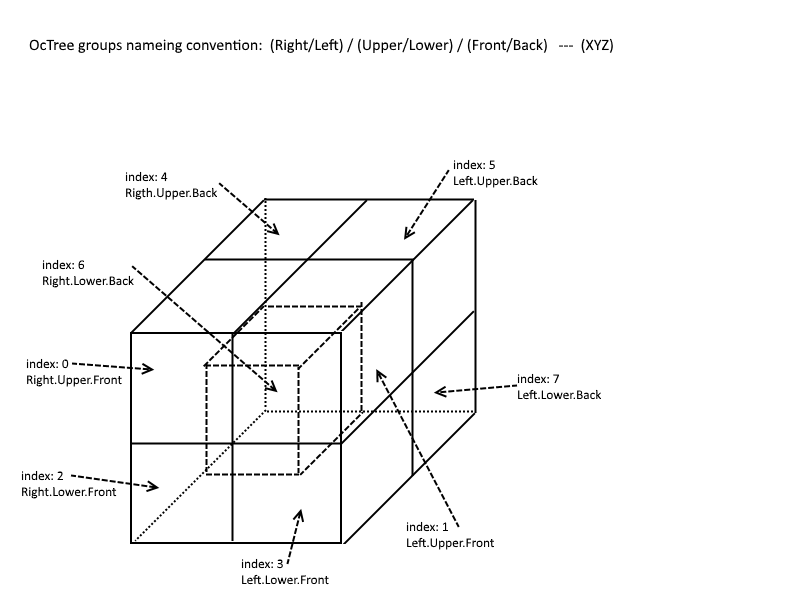 OcTree groups nameing convention:  (Right/Left) / (Upper/Lower) / (Front/Back)   ---  (XYZ)
index: 5
Left.Upper.Back
index: 4
Rigth.Upper.Back
index: 6
Right.Lower.Back
index: 0
Right.Upper.Front
index: 7
Left.Lower.Back
index: 2
Right.Lower.Front
index: 1
Left.Upper.Front
index: 3
Left.Lower.Front